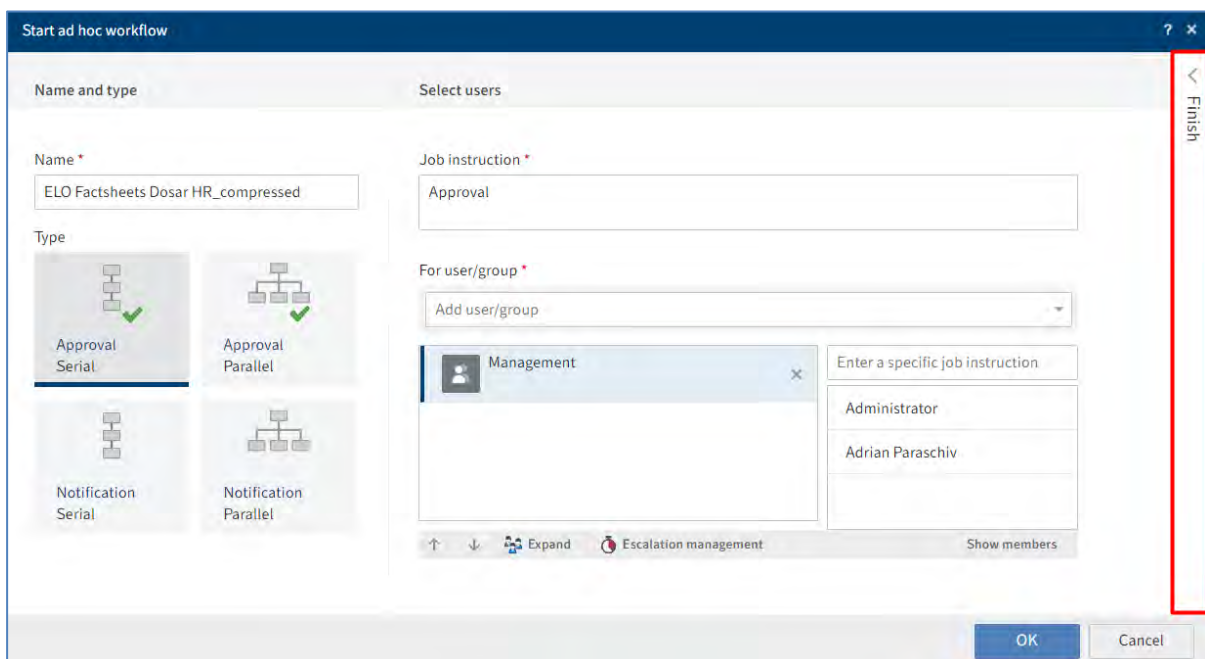 Start ad hoc workflow
? ×
Name and type
Select users
Finish
Name *
ELO Factsheets Dosar HR_compressed
Type
Approval
Serial
Approval
Parallel
Notification
Serial
Notification
Parallel
Job instruction *
Approval
For user/group *
Add user/group
Management
Enter a specific job instruction
Administrator
Adrian Paraschiv
Expand
Escalation management
Show members
OK
Cancel